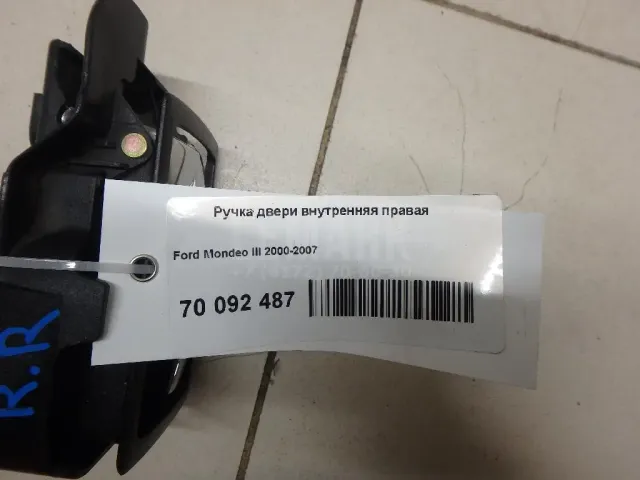 Ручка двери внутренняя правая
Ford Mondeo III 2000-2007
70 092 487
R.R